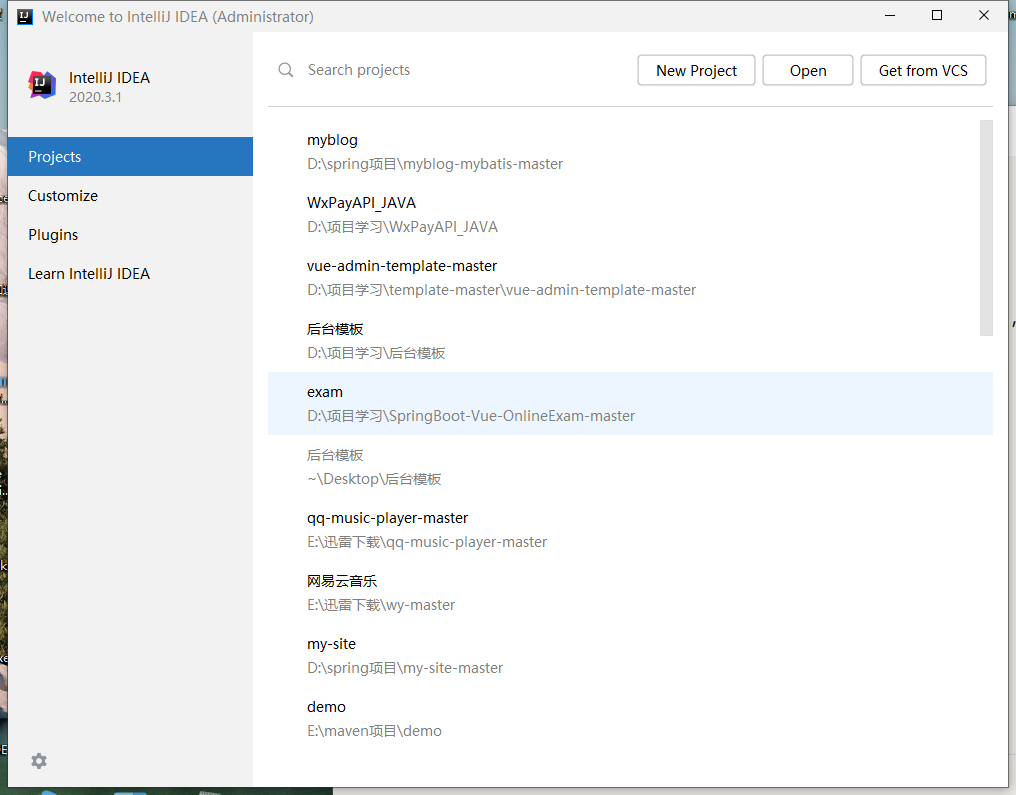 Welcome to IntelliJ IDEA (Administrator)
IntelliJ IDEA
2020.3.1
Search projects
New Project
Open
Get from VCS
Projects
Customize
Plugins
Learn IntelliJ IDEA
myblog
D:\spring项目\myblog-mybatis-master
WxPayAPI_JAVA
D:\项目学习\WxPayAPI_JAVA
vue-admin-template-master
D:\项目学习\template-master\vue-admin-template-master
后台模板
D:\项目学习\后台模板
exam
D:\项目学习\SpringBoot-Vue-OnlineExam-master
后台模板
~\Desktop\后台模板
qq-music-player-master
E:\迅雷下载\qq-music-player-master
网易云音乐
E:\迅雷下载\wy-master
my-site
D:\spring项目\my-site-master
demo
E:\maven项目\demo